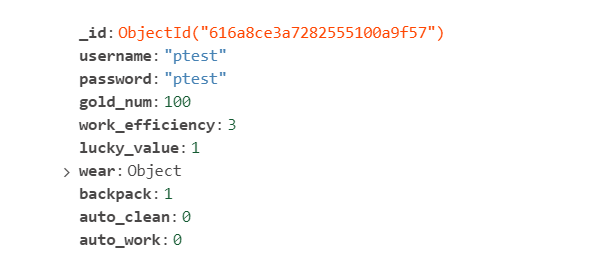 _id: ObjectId("616a8ce3a7282555100a9f57")
username: "ptest"
password: "ptest"
gold_num: 100
work_efficiency: 3
lucky_value: 1
> wear: Object
backpack: 1
auto_clean: 0
auto_work: 0